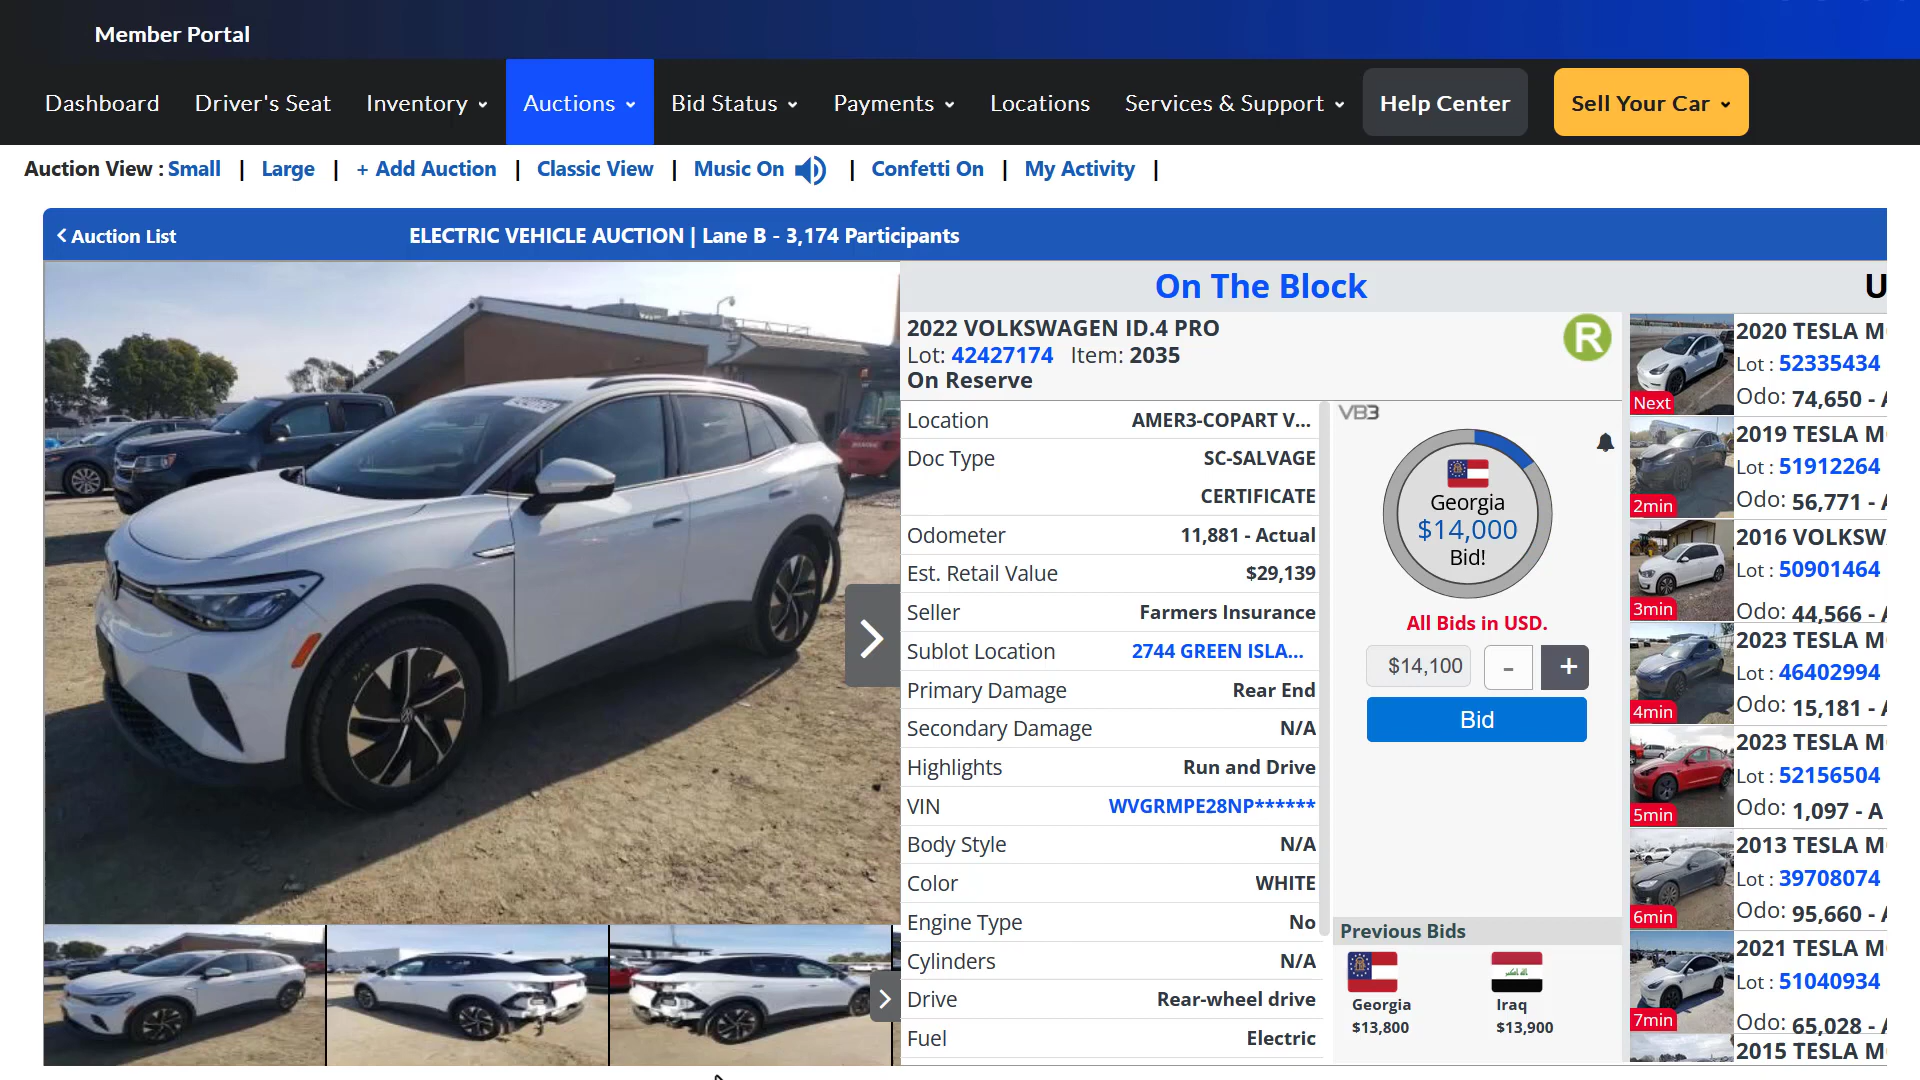 Member Portal
Dashboard Driver's Seat Inventory Auctions Bid Status Payments Locations Services & Support Help Center Sell Your Car
Auction View : Small | Large | + Add Auction | Classic View | Music On | Confetti On | My Activity |
Auction List
ELECTRIC VEHICLE AUCTION | Lane B - 3,174 Participants
On The Block
2022 VOLKSWAGEN ID.4 PRO
Lot: 42427174 Item: 2035
On Reserve
R
Location AMER3-COPART V...
Doc Type SC-SALVAGE
CERTIFICATE
Odometer 11,881 - Actual
Est. Retail Value $29,139
Seller Farmers Insurance
Sublot Location 2744 GREEN ISLA...
Primary Damage Rear End
Secondary Damage N/A
Highlights Run and Drive
VIN WVGRMPE28NP******
Body Style N/A
Color WHITE
Engine Type No
Cylinders N/A
Drive Rear-wheel drive
Fuel Electric
VB3
Georgia
$14,000
Bid!
All Bids in USD.
$14,100 - +
Bid
Previous Bids
Georgia
$13,800
Iraq
$13,900
U
2020 TESLA M
Lot : 52335434
Odo: 74,650 - A
Next
2019 TESLA M
Lot : 51912264
Odo: 56,771 - A
2min
2016 VOLKSW
Lot : 50901464
Odo: 44,566 - A
3min
2023 TESLA M
Lot : 46402994
Odo: 15,181 - A
4min
2023 TESLA M
Lot : 52156504
Odo: 1,097 - A
5min
2013 TESLA M
Lot : 39708074
Odo: 95,660 - A
6min
2021 TESLA M
Lot : 51040934
Odo: 65,028 - A
7min
2015 TESLA M